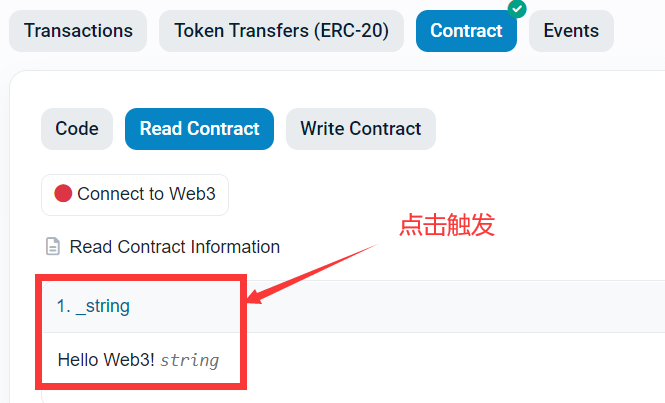 Transactions Token Transfers (ERC-20) Contract Events
Code Read Contract Write Contract
Connect to Web3
点击触发
Read Contract Information
1. _string
Hello Web3! string